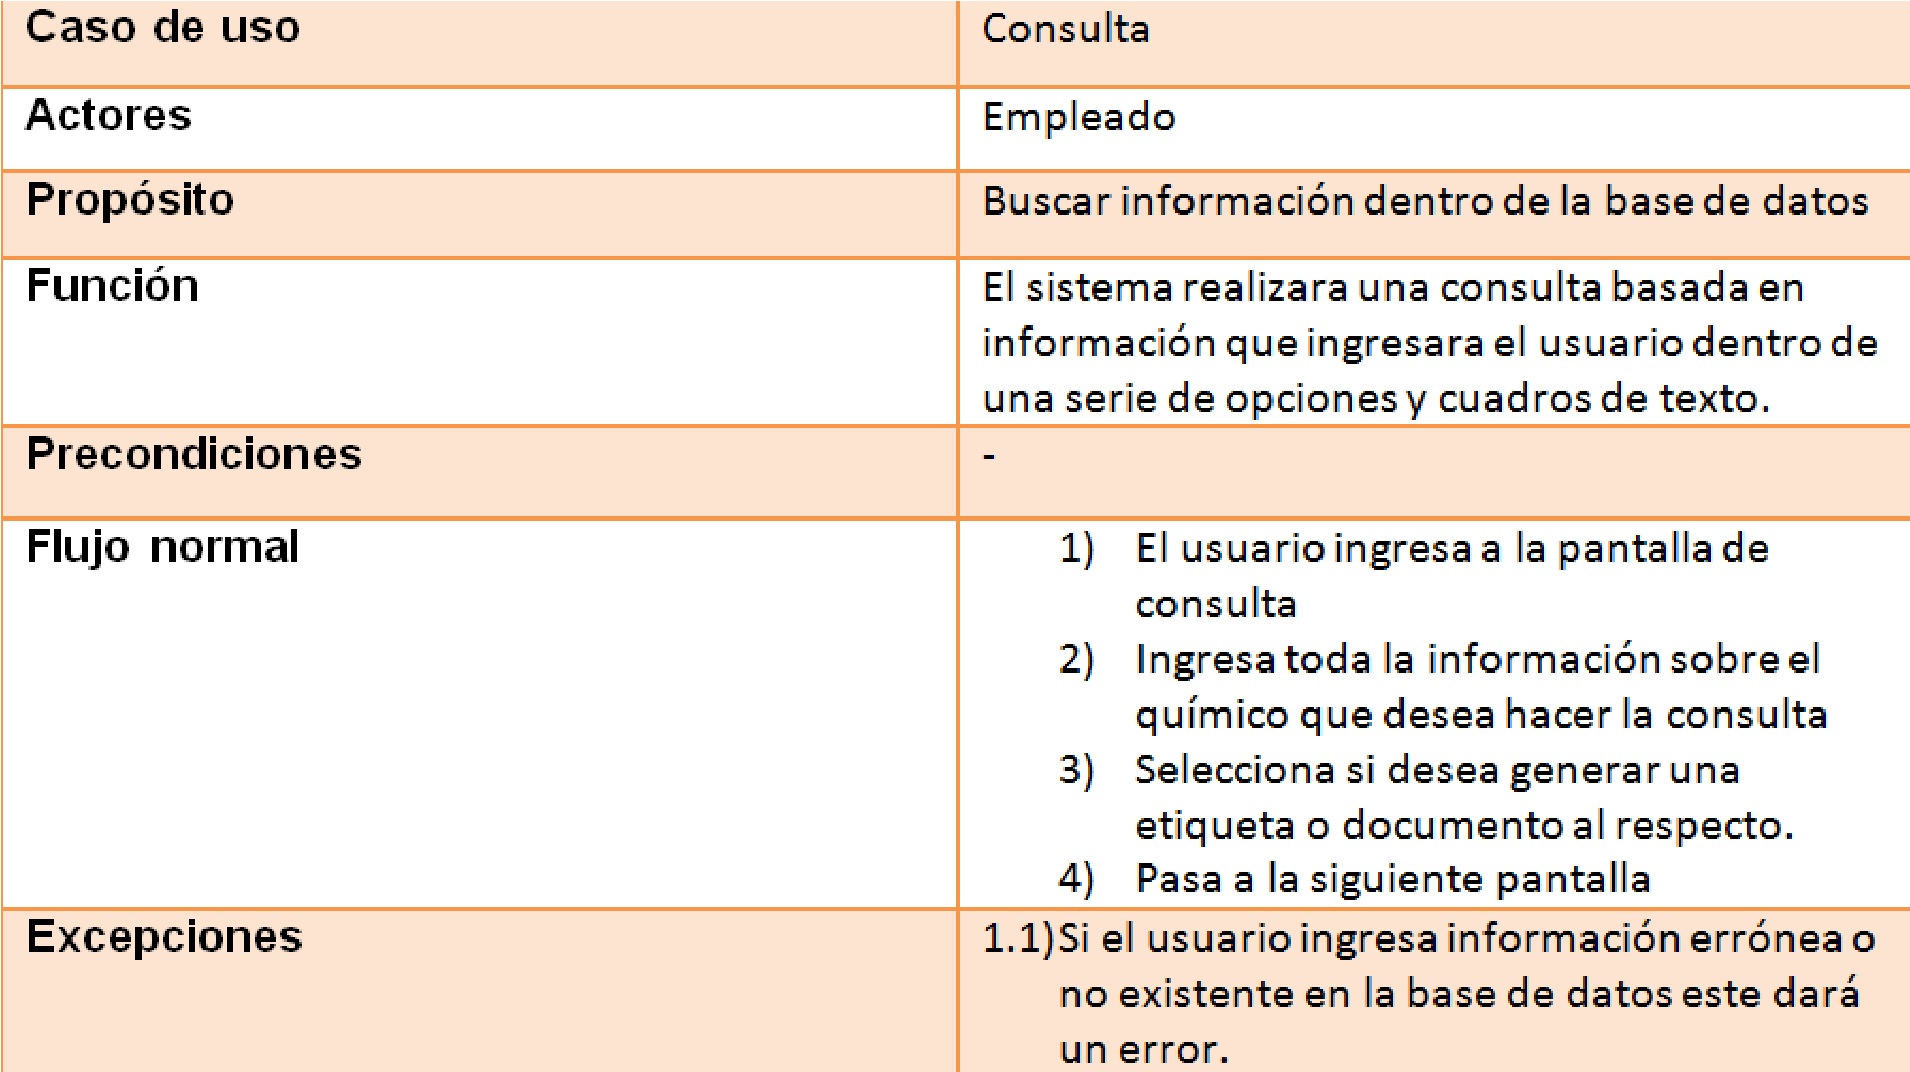 Caso de uso
Consulta
Actores
Empleado
Propósito
Buscar información dentro de la base de datos
Función
El sistema realizara una consulta basada en
información que ingresara el usuario dentro de
una serie de opciones y cuadros de texto.
Precondiciones
-
Flujo normal
1) El usuario ingresa a la pantalla de
consulta
2) Ingresa toda la información sobre el
químico que desea hacer la consulta
3) Selecciona si desea generar una
etiqueta o documento al respecto.
4) Pasa a la siguiente pantalla
Excepciones
1.1) Si el usuario ingresa información errónea o
no existente en la base de datos este dará
un error.